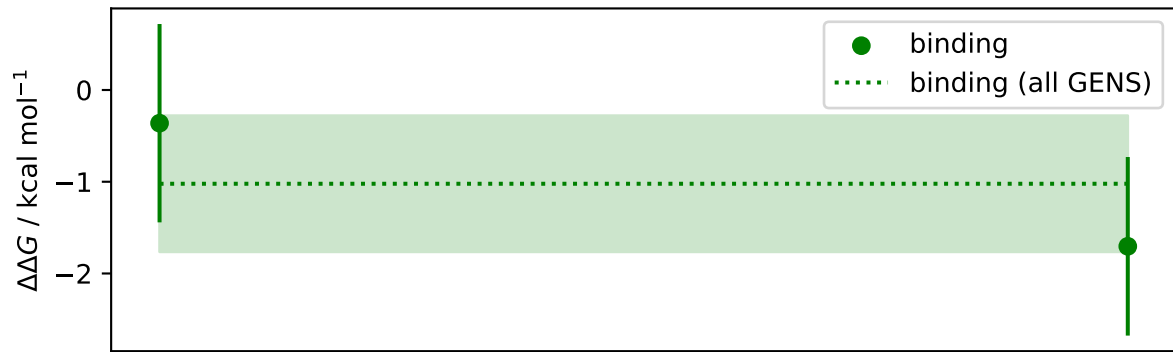 ΔΔG / kcal mol⁻¹
0
−1
−2
binding
binding (all GENS)